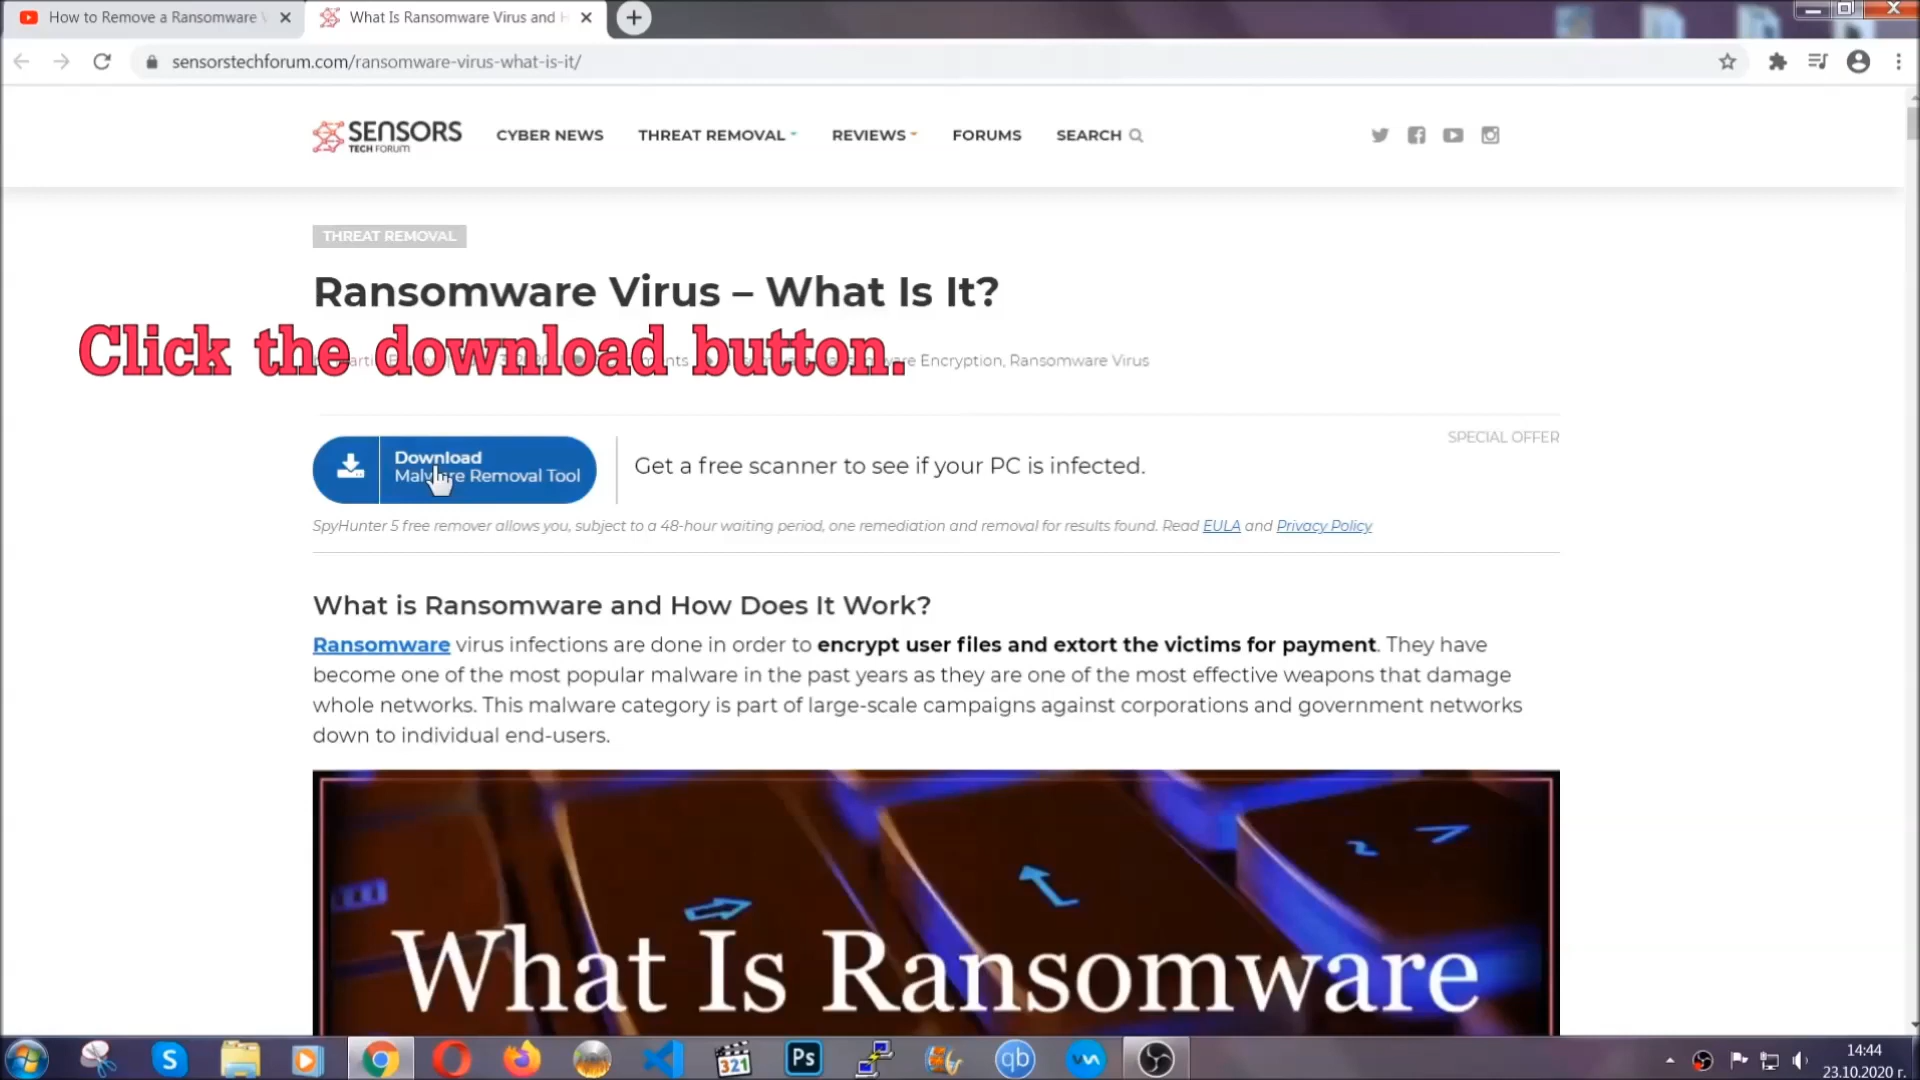 How to Remove a Ransomware
What Is Ransomware Virus and
sensorstechforum.com/ransomware-virus-what-is-it/
SENSORS
TECH FORUM
CYBER NEWS
THREAT REMOVAL
REVIEWS
FORUMS
SEARCH
THREAT REMOVAL
Ransomware Virus – What Is It?
Click the download button.
Encryption, Ransomware Virus
SPECIAL OFFER
Download
Malware Removal Tool
Get a free scanner to see if your PC is infected.
SpyHunter 5 free remover allows you, subject to a 48-hour waiting period, one remediation and removal for results found. Read EULA and Privacy Policy
What is Ransomware and How Does It Work?
Ransomware virus infections are done in order to encrypt user files and extort the victims for payment. They have
become one of the most popular malware in the past years as they are one of the most effective weapons that damage
whole networks. This malware category is part of large-scale campaigns against corporations and government networks
down to individual end-users.
What Is Ransomware
S
321
Ps
qb
14:44
23.10.2020 г.